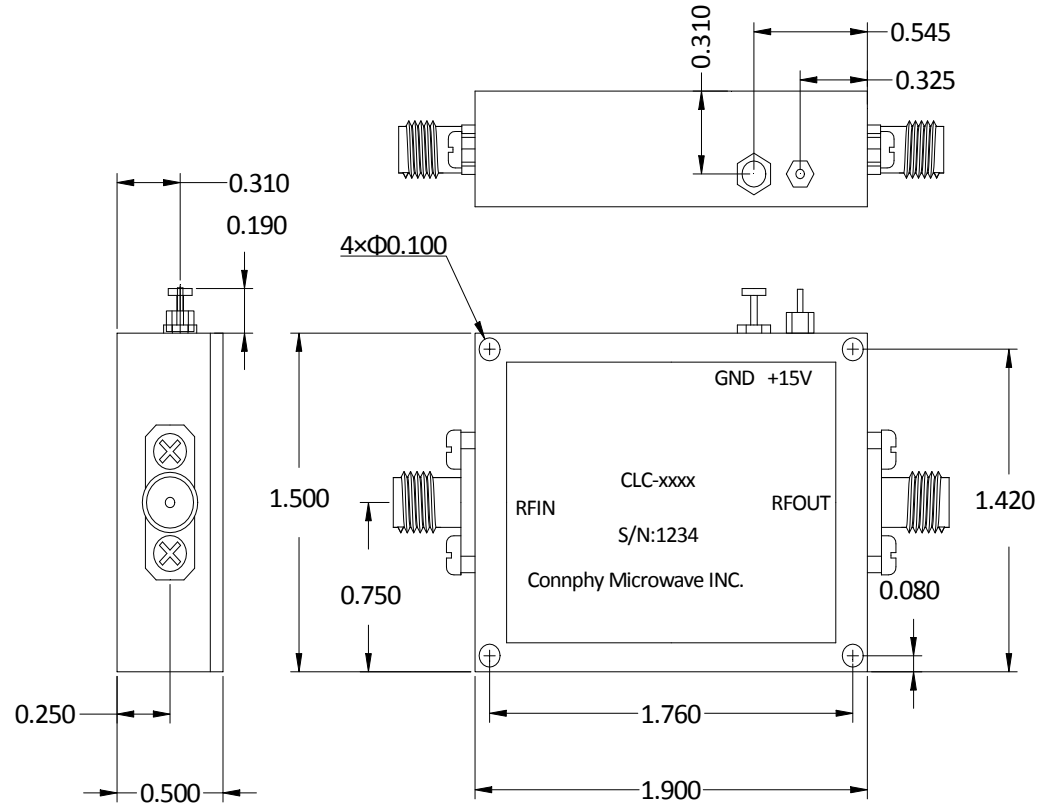 0.310
0.545
0.325
0.310
0.190
4×Φ0.100
GND +15V
CLC-xxxx
1.500
RFIN
RFOUT
1.420
S/N:1234
Connphy Microwave INC.
0.750
0.080
0.250
1.760
0.500
1.900